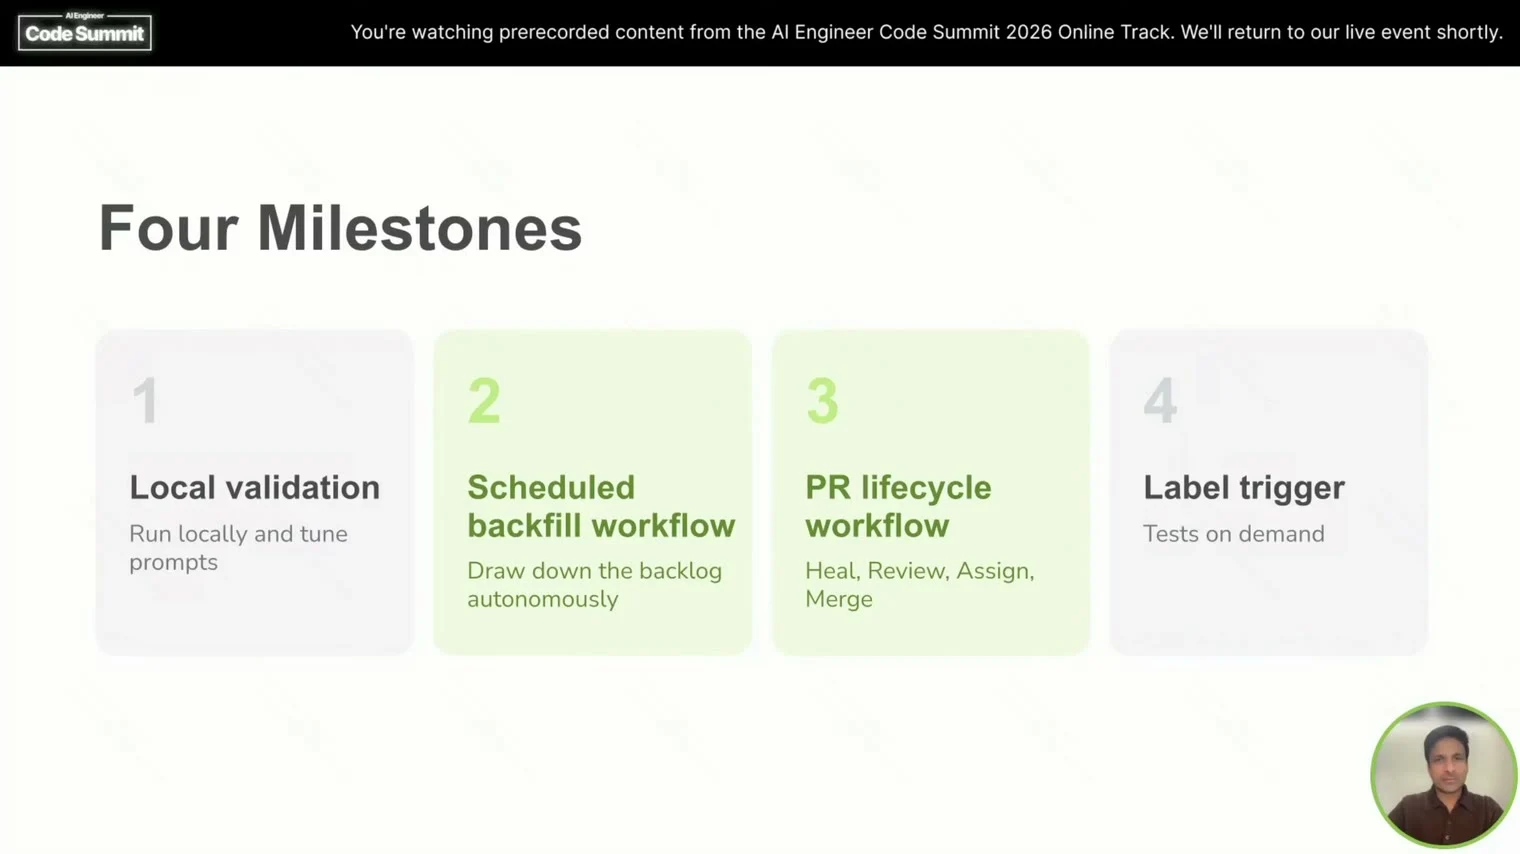 AI Engineer
Code Summit
You're watching prerecorded content from the AI Engineer Code Summit 2026 Online Track. We'll return to our live event shortly.
Four Milestones
1
Local validation
Run locally and tune
prompts
2
Scheduled
backfill workflow
Draw down the backlog
autonomously
3
PR lifecycle
workflow
Heal, Review, Assign,
Merge
4
Label trigger
Tests on demand